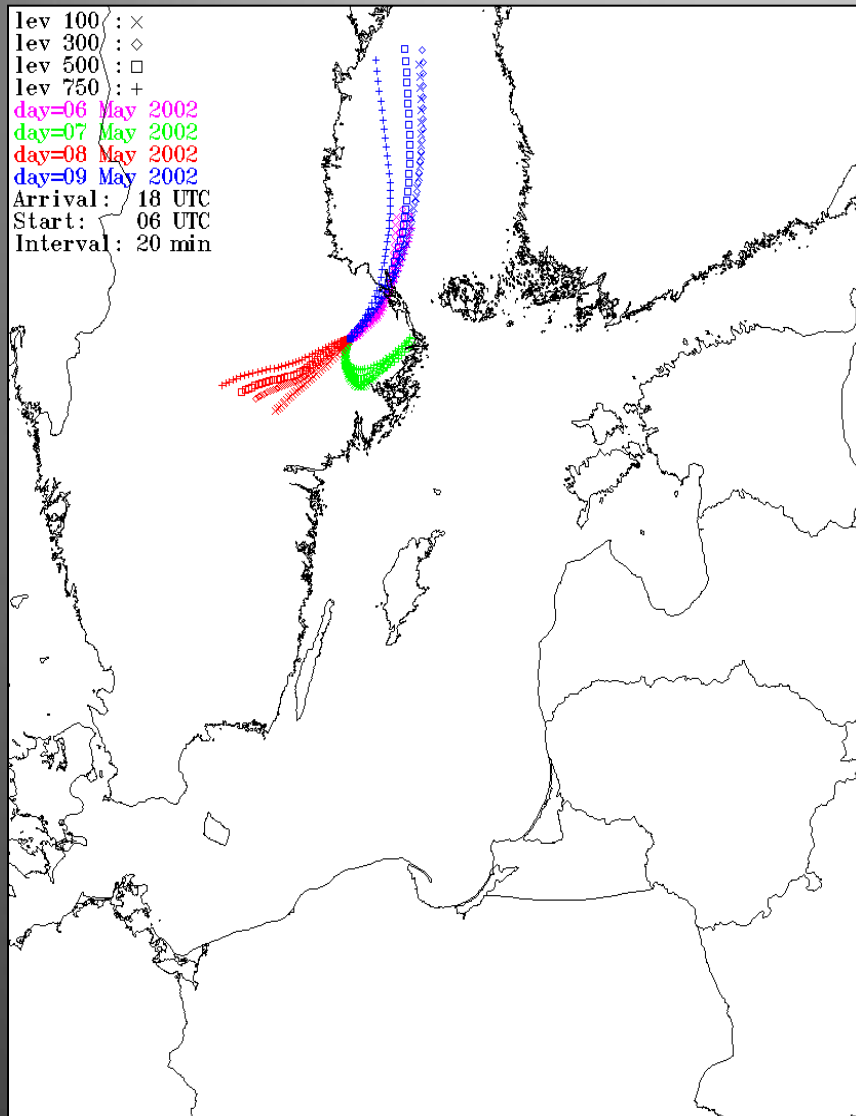 lev 100 : ×
lev 300 : ◇
lev 500 : □
lev 750 : +
day=06 May 2002
day=07 May 2002
day=08 May 2002
day=09 May 2002
Arrival: 18 UTC
Start: 06 UTC
Interval: 20 min